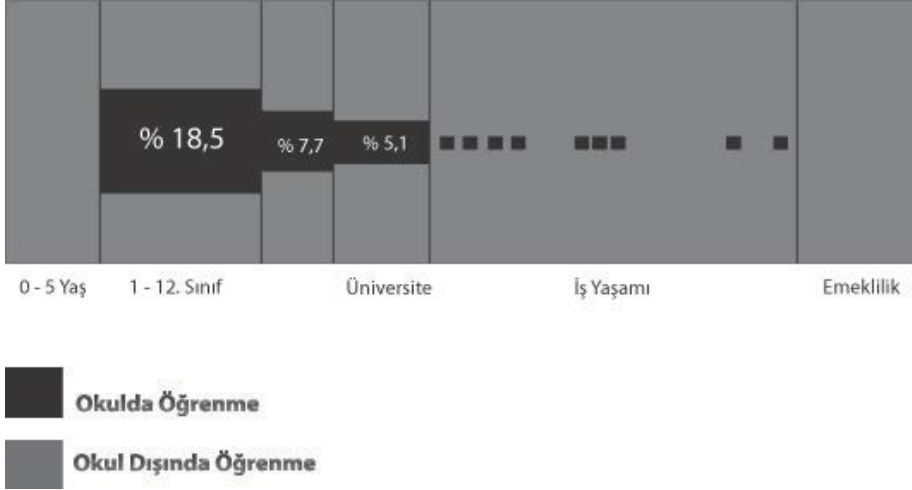 % 18,5
% 7,7
% 5,1
0 - 5 Yaş
1 - 12. Sınıf
Üniversite
İş Yaşamı
Emeklilik
Okulda Öğrenme
Okul Dışında Öğrenme